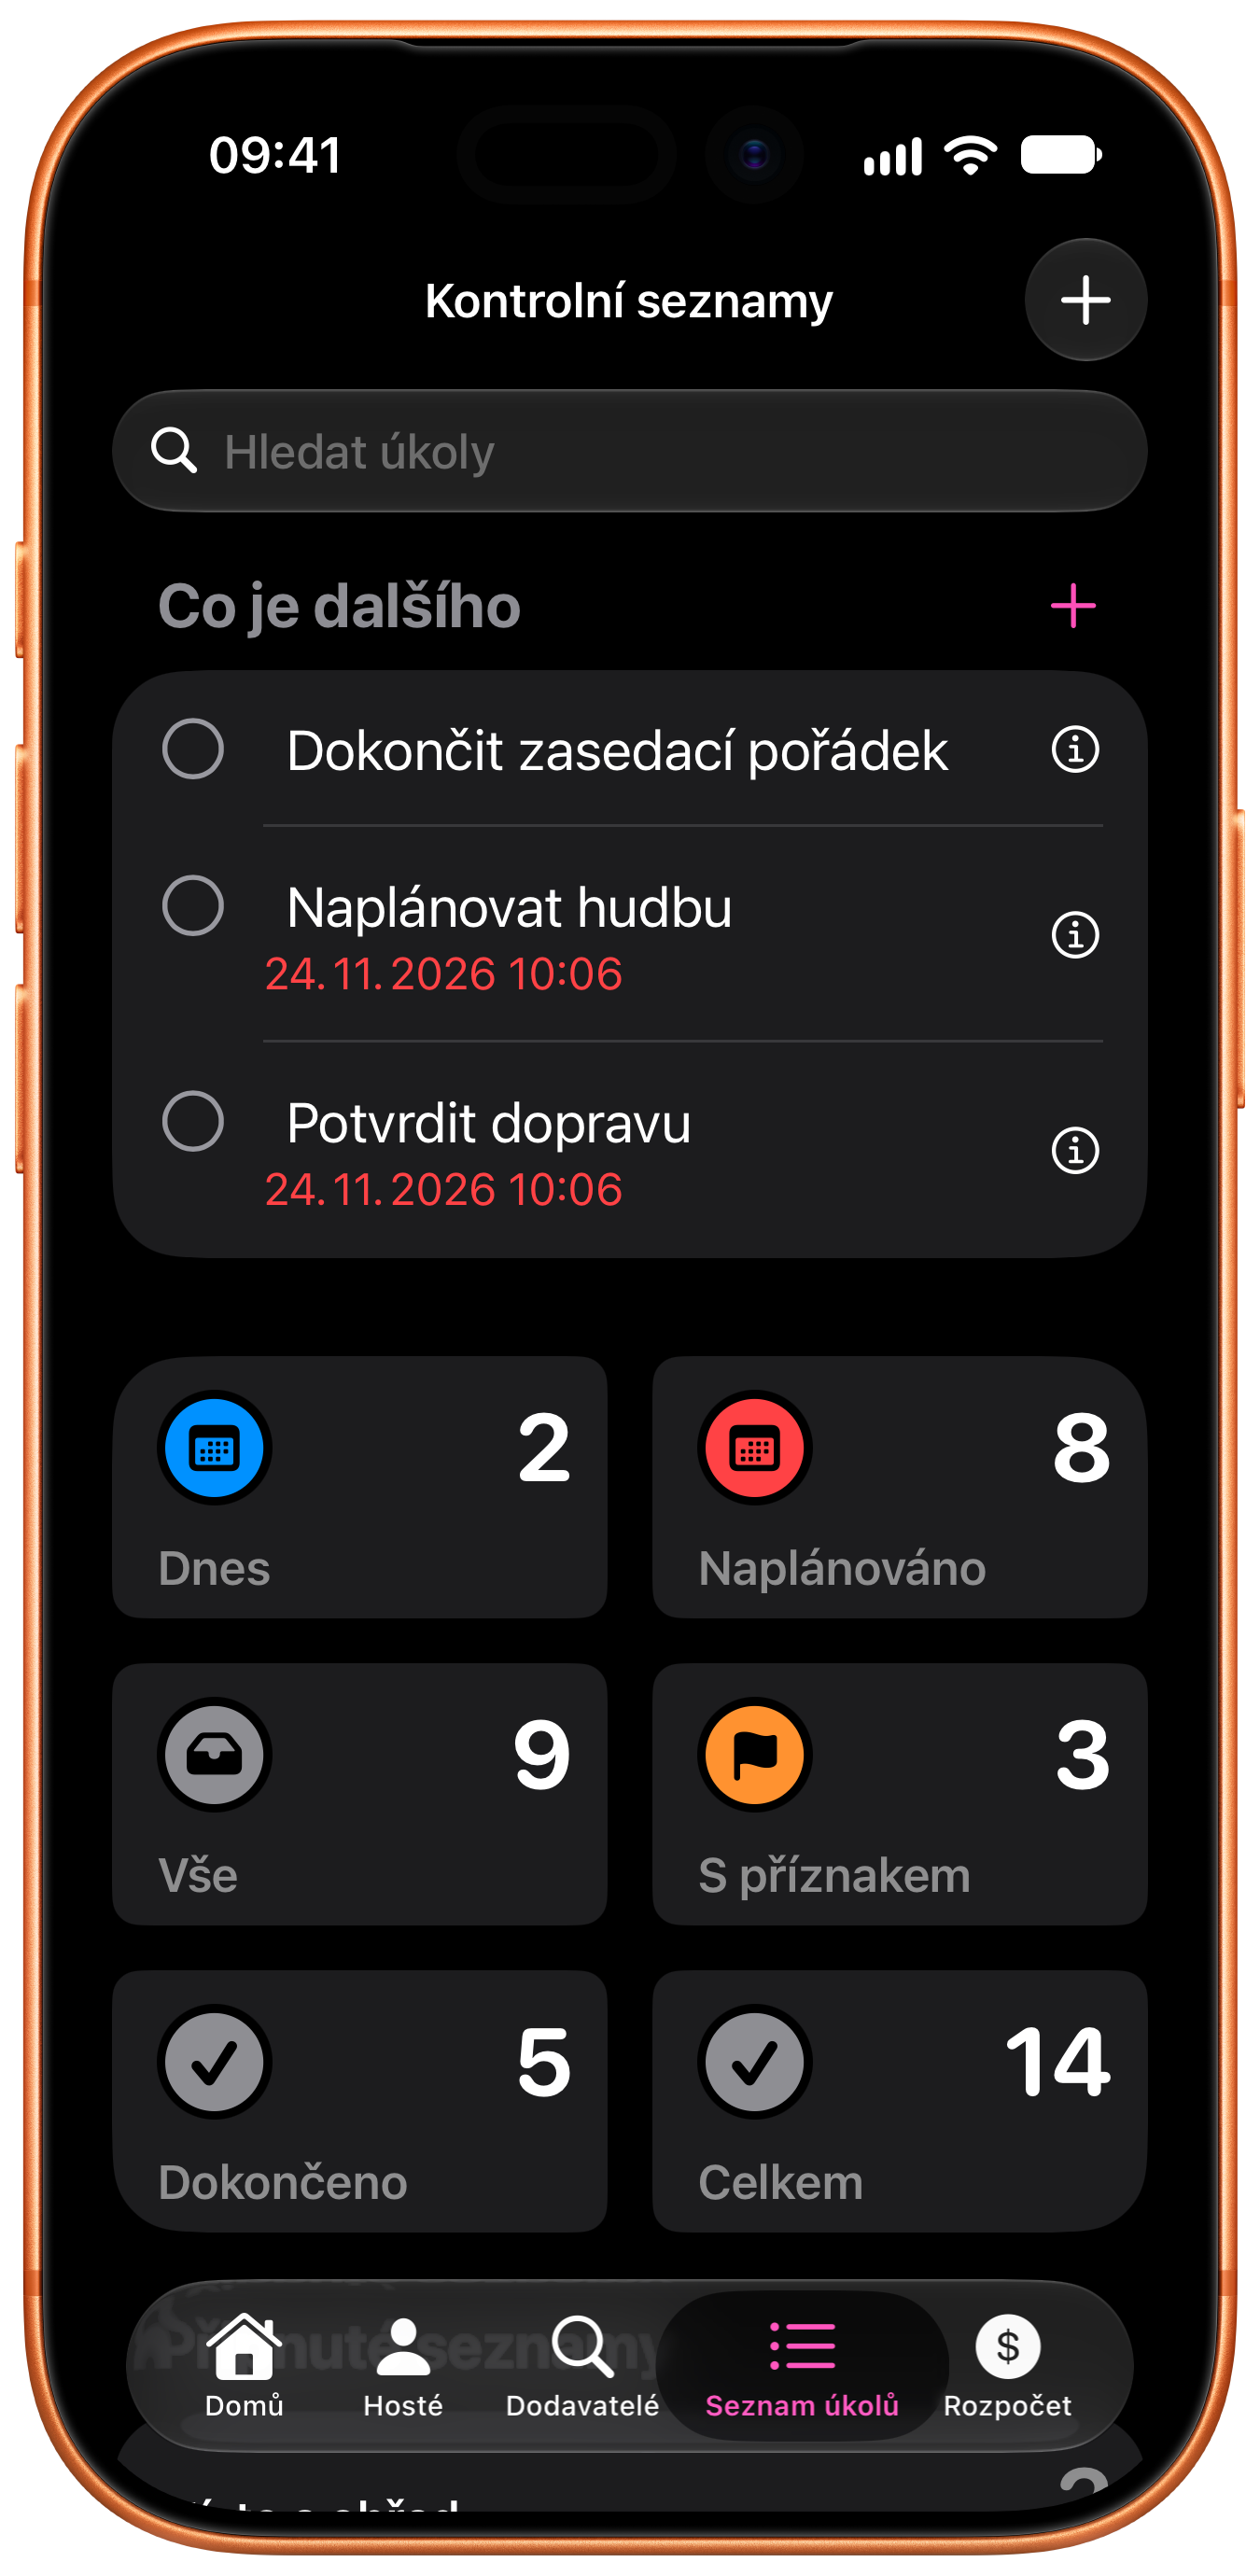 09:41
Kontrolní seznamy
Hledat úkoly
Co je dalšího
Dokončit zasedací pořádek
Naplánovat hudbu
24. 11. 2026 10:06
Potvrdit dopravu
24. 11. 2026 10:06
2
8
Dnes
Naplánováno
9
3
Vše
S příznakem
5
14
Dokončeno
Celkem
seznamy
Domů
Hosté
Dodavatelé
Seznam úkolů
Rozpočet